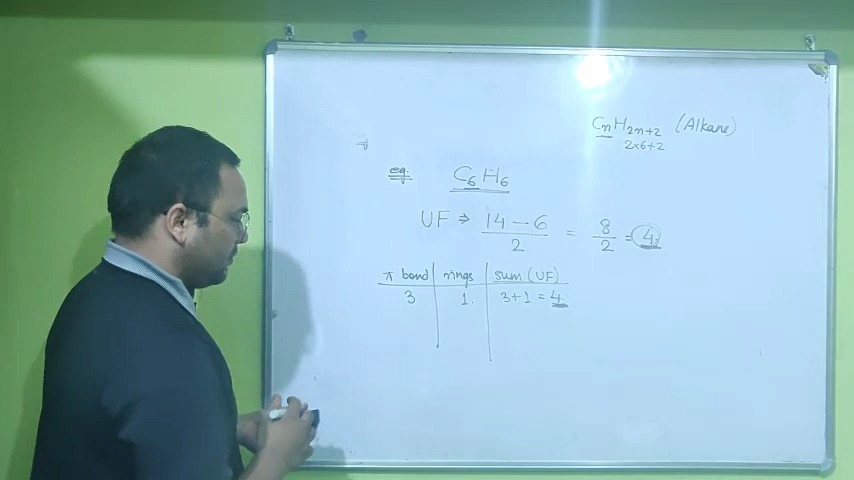 CnH2n+2 (Alkane)
2×6+2
eg. C6H6
UF ⇒ 14 - 6 / 2 = 8 / 2 = 4
π bond | rings | sum (UF)
3 | 1. | 3+1 = 4.